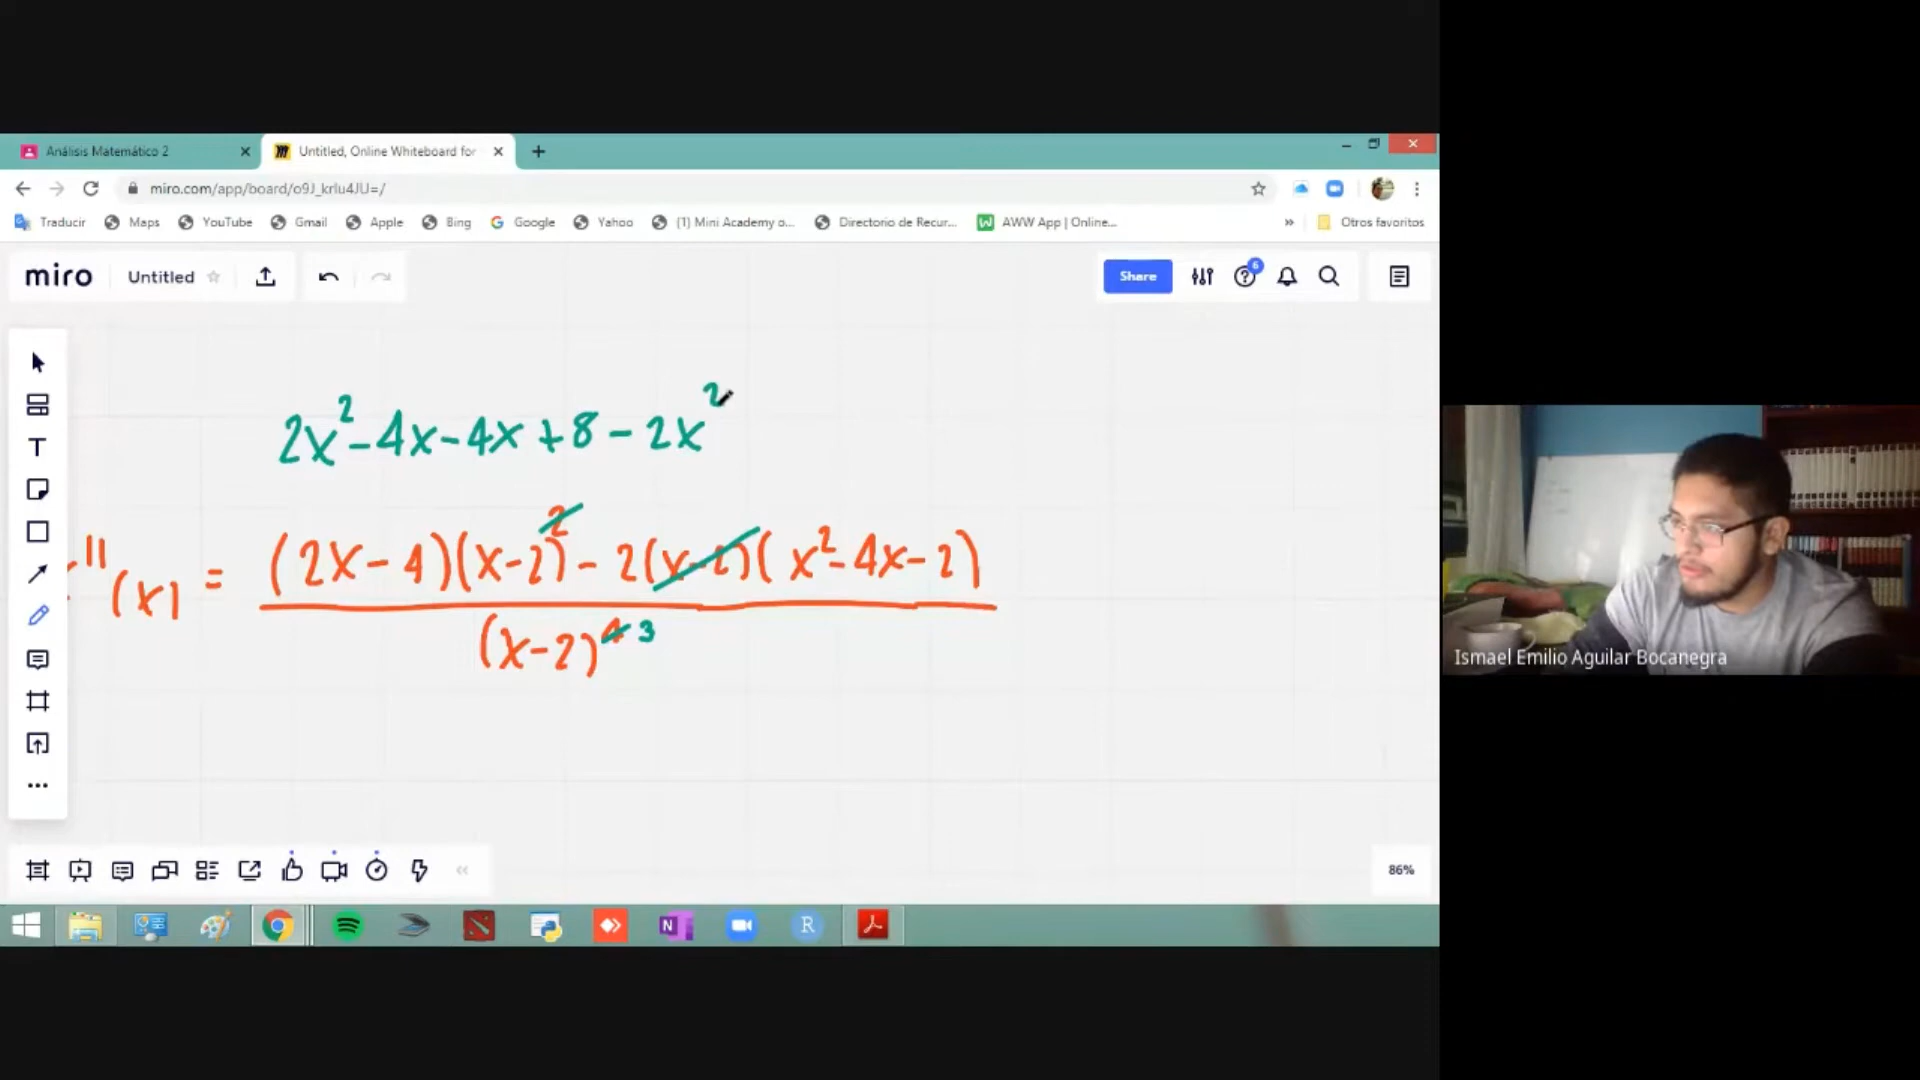 Análisis Matemático 2
Untitled, Online Whiteboard for
miro.com/app/board/o9J_krlu4JU=/
Traducir Maps YouTube Gmail Apple Bing Google Yahoo (1) Mini Academy o... Directorio de Recur... AWW App | Online... » Otros favoritos
miro Untitled Share 6
2x² - 4x - 4x + 8 - 2x²
"(x) = (2x - 4)(x - 2)² - 2(x - 2)(x² - 4x - 2)
(x - 2)⁴ ³
Ismael Emilio Aguilar Bocanegra
86%